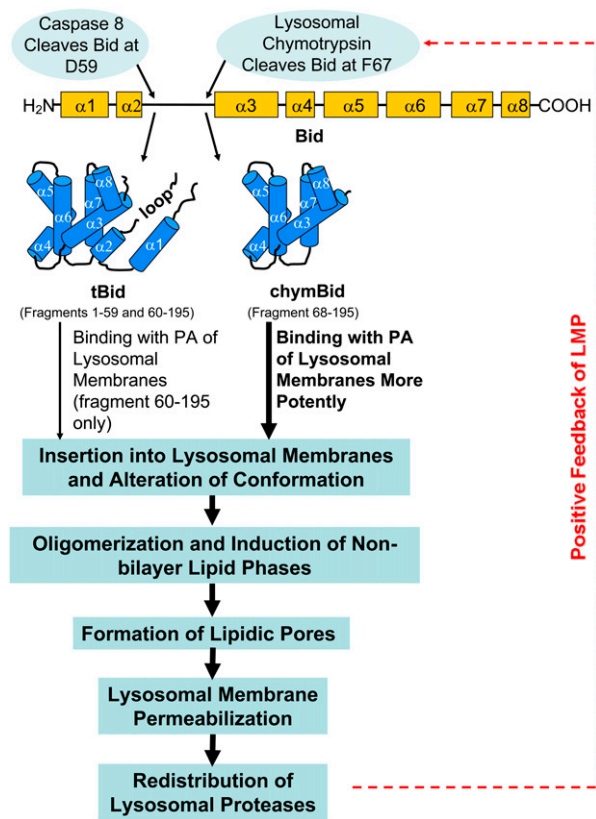 Caspase 8
Cleaves Bid at
D59
Lysosomal
Chymotrypsin
Cleaves Bid at F67
H₂N
α1
α2
α3
α4
α5
α6
α7
α8
COOH
Bid
α5
α6
α8
α7
α3
α4
α2
loop
α1
α5
α6
α8
α7
α3
α4
tBid
(Fragments 1-59 and 60-195)
chymBid
(Fragment 68-195)
Binding with PA of
Lysosomal
Membranes
(fragment 60-195
only)
Binding with PA
of Lysosomal
Membranes More
Potently
Insertion into Lysosomal Membranes
and Alteration of Conformation
Oligomerization and Induction of Non-
bilayer Lipid Phases
Formation of Lipidic Pores
Lysosomal Membrane
Permeabilization
Redistribution of
Lysosomal Proteases
Positive Feedback of LMP